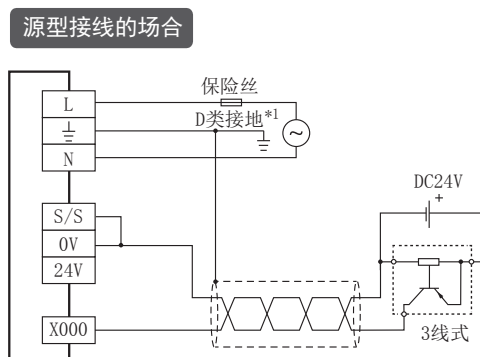 源型接线的场合
保险丝
L
D类接地*1
N
~
DC24V
+
S/S
0V
24V
X000
3线式